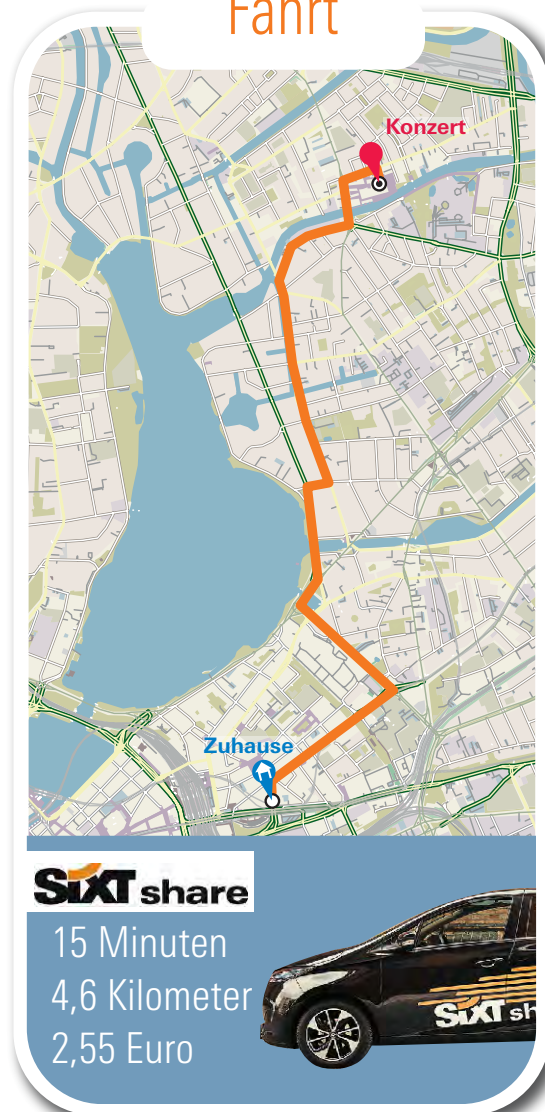 Fahrt
Konzert
Zuhause
SIXT share
15 Minuten
4,6 Kilometer
2,55 Euro
SIXT sh